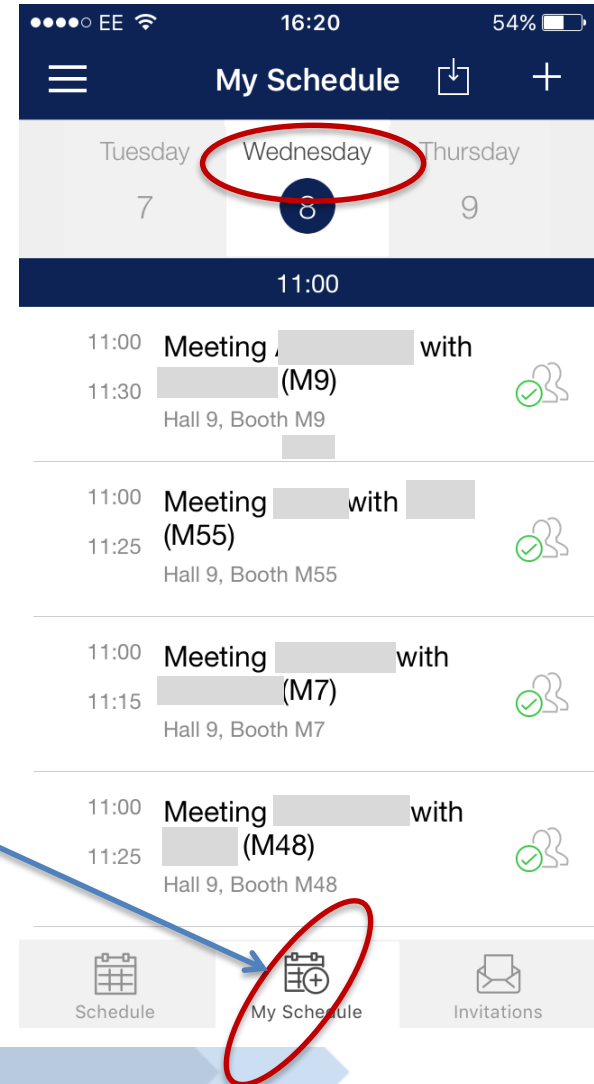 EE 16:20 54%
My Schedule
Tuesday Wednesday Thursday
7 8 9
11:00
11:00 Meeting with
11:30 (M9)
Hall 9, Booth M9
11:00 Meeting with
11:25 (M55)
Hall 9, Booth M55
11:00 Meeting with
11:15 (M7)
Hall 9, Booth M7
11:00 Meeting with
11:25 (M48)
Hall 9, Booth M48
Schedule My Schedule Invitations